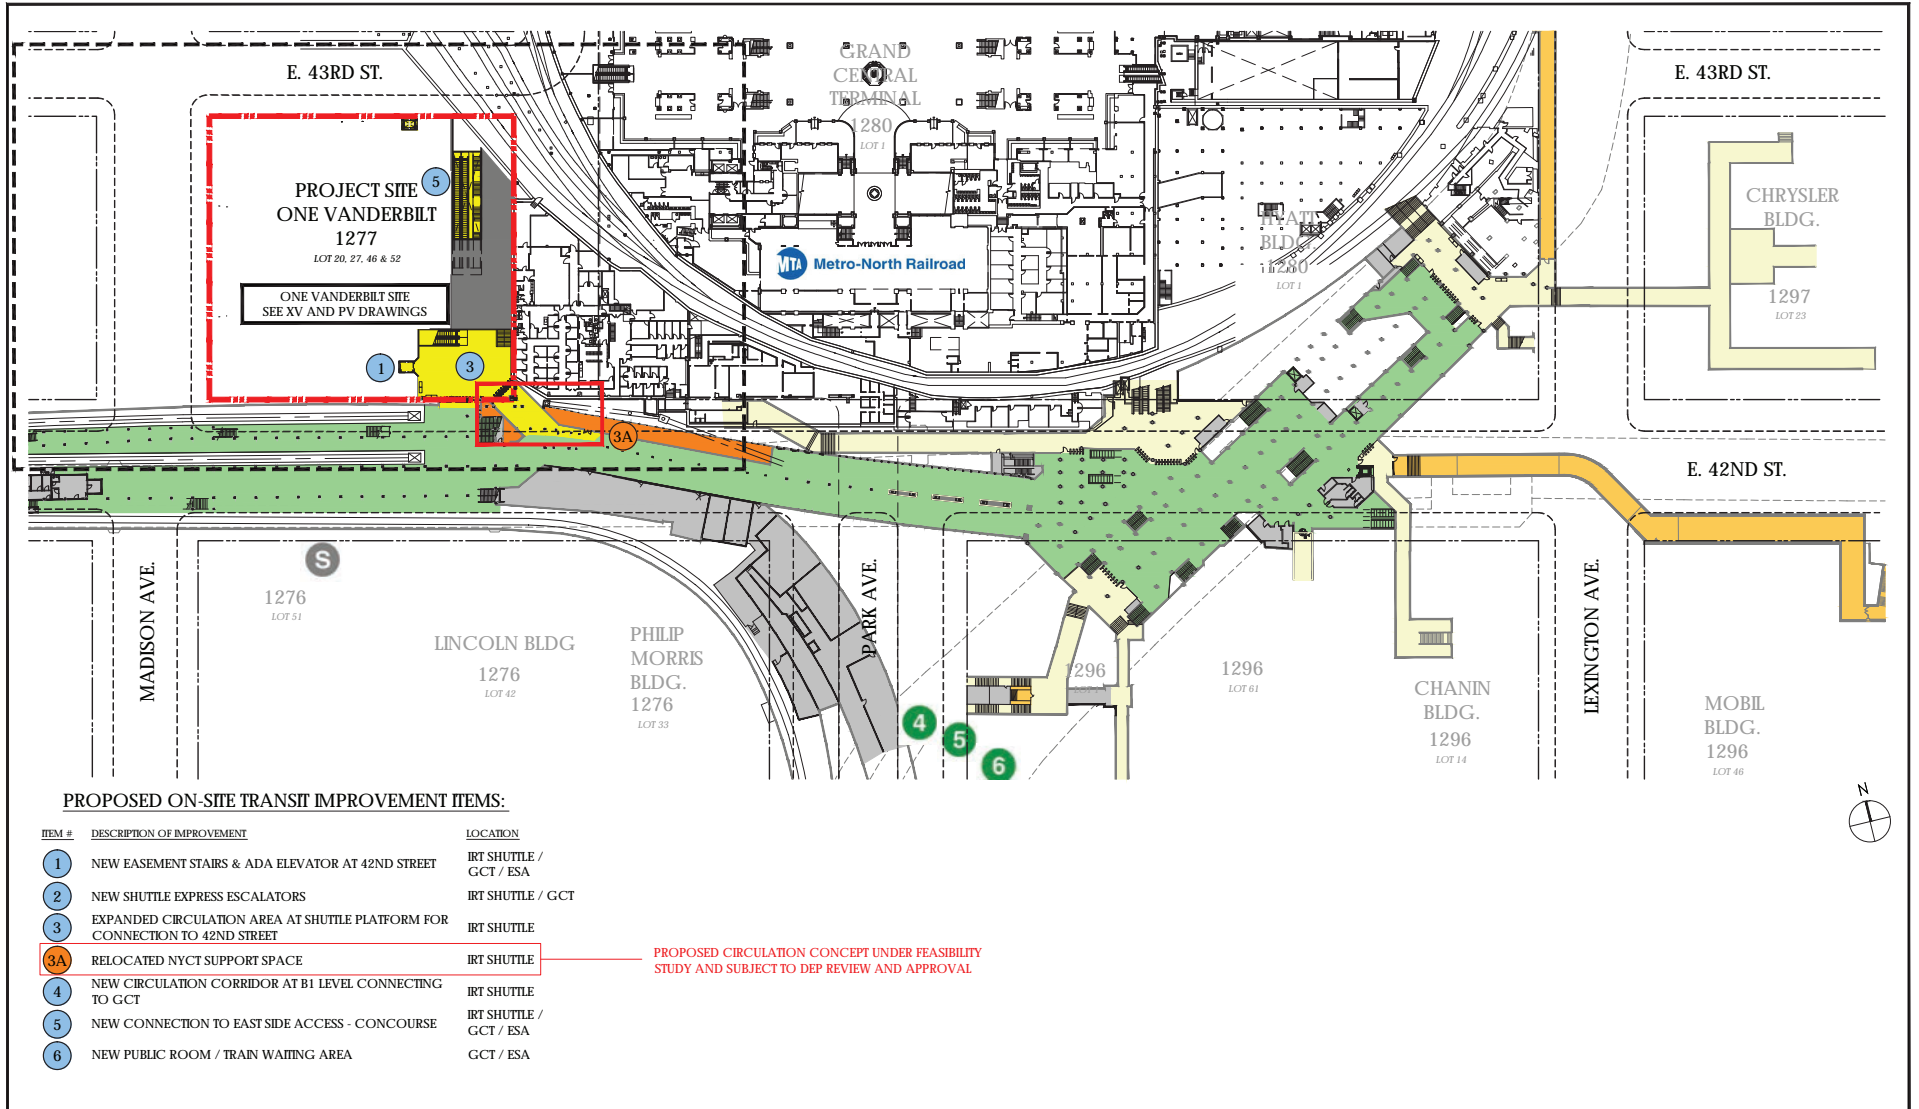 GRAND
CENTRAL
TERMINAL
1280
LOT 1
E. 43RD ST.
E. 43RD ST.
PROJECT SITE
ONE VANDERBILT
1277
LOT 20, 27, 46 & 52
5
ONE VANDERBILT SITE
SEE XV AND PV DRAWINGS
1
3
3A
MTA Metro-North Railroad
HYATT
BLDG.
1280
LOT 1
CHRYSLER
BLDG.
1297
LOT 23
E. 42ND ST.
S
1276
LOT 51
MADISON AVE.
LINCOLN BLDG
1276
LOT 42
PHILIP
MORRIS
BLDG.
1276
LOT 33
PARK AVE.
4
5
6
1296
1296
LOT 61
CHANIN
BLDG.
1296
LOT 14
LEXINGTON AVE.
MOBIL
BLDG.
1296
LOT 46
N
PROPOSED ON-SITE TRANSIT IMPROVEMENT ITEMS:
ITEM # DESCRIPTION OF IMPROVEMENT LOCATION
1 NEW EASEMENT STAIRS & ADA ELEVATOR AT 42ND STREET IRT SHUTTLE /
GCT / ESA
2 NEW SHUTTLE EXPRESS ESCALATORS IRT SHUTTLE / GCT
3 EXPANDED CIRCULATION AREA AT SHUTTLE PLATFORM FOR
CONNECTION TO 42ND STREET IRT SHUTTLE
3A RELOCATED NYCT SUPPORT SPACE IRT SHUTTLE
PROPOSED CIRCULATION CONCEPT UNDER FEASIBILITY
STUDY AND SUBJECT TO DEP REVIEW AND APPROVAL
4 NEW CIRCULATION CORRIDOR AT B1 LEVEL CONNECTING
TO GCT IRT SHUTTLE
5 NEW CONNECTION TO EAST SIDE ACCESS - CONCOURSE IRT SHUTTLE /
GCT / ESA
6 NEW PUBLIC ROOM / TRAIN WAITING AREA GCT / ESA